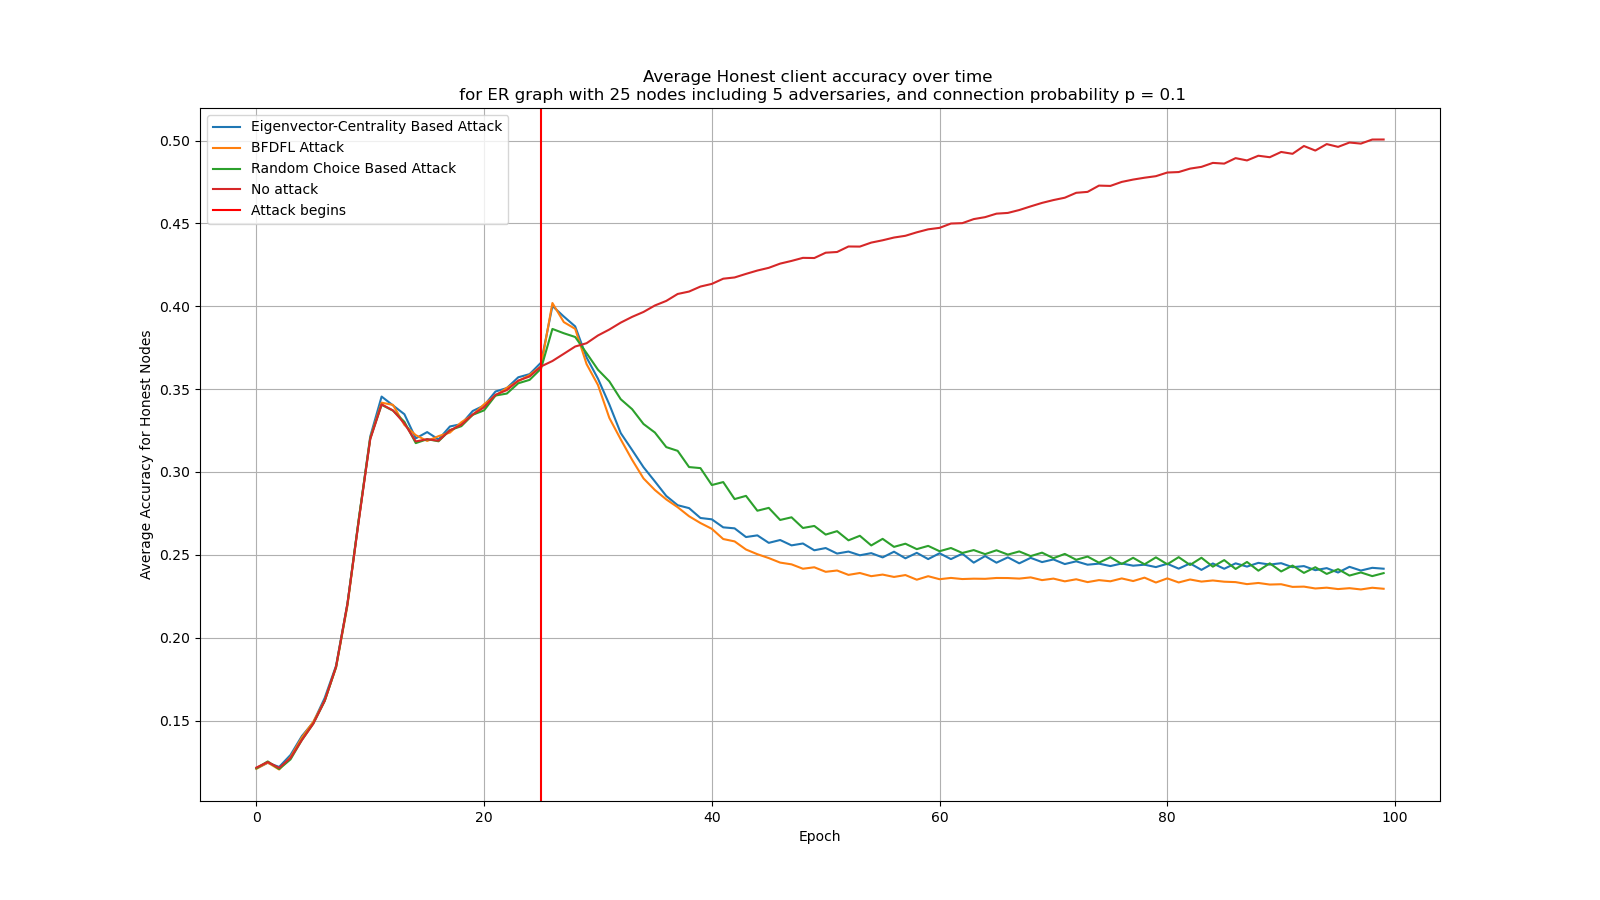 Average Honest client accuracy over time
for ER graph with 25 nodes including 5 adversaries, and connection probability p = 0.1
Eigenvector-Centrality Based Attack
BFDFL Attack
Random Choice Based Attack
No attack
Attack begins
Average Accuracy for Honest Nodes
0.50
0.45
0.40
0.35
0.30
0.25
0.20
0.15
0 20 40 60 80 100
Epoch